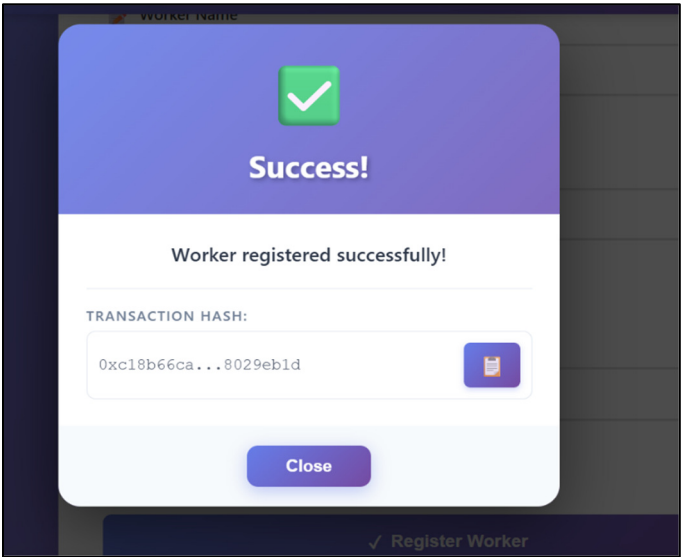 Worker Name
Success!
Worker registered successfully!
TRANSACTION HASH:
0xc18b66ca...8029eb1d
Close
✓ Register Worker